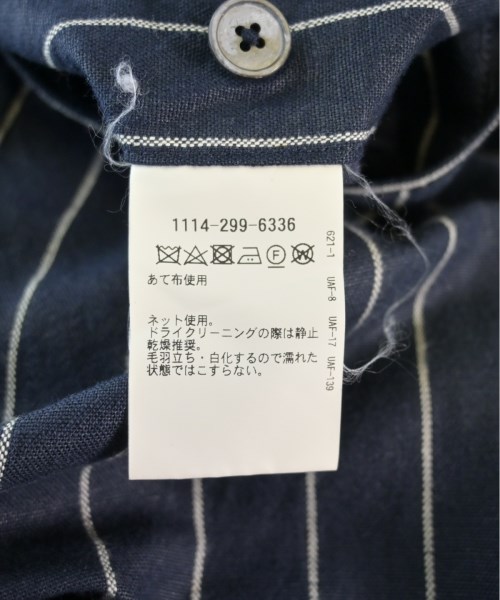 1114-299-6336
F W
あて布使用
ネット使用。
ドライクリーニングの際は静止
乾燥推奨。
毛羽立ち・白化するので濡れた
状態ではこすらない。
621-1 UAF-8 UAF-17 UAF-139